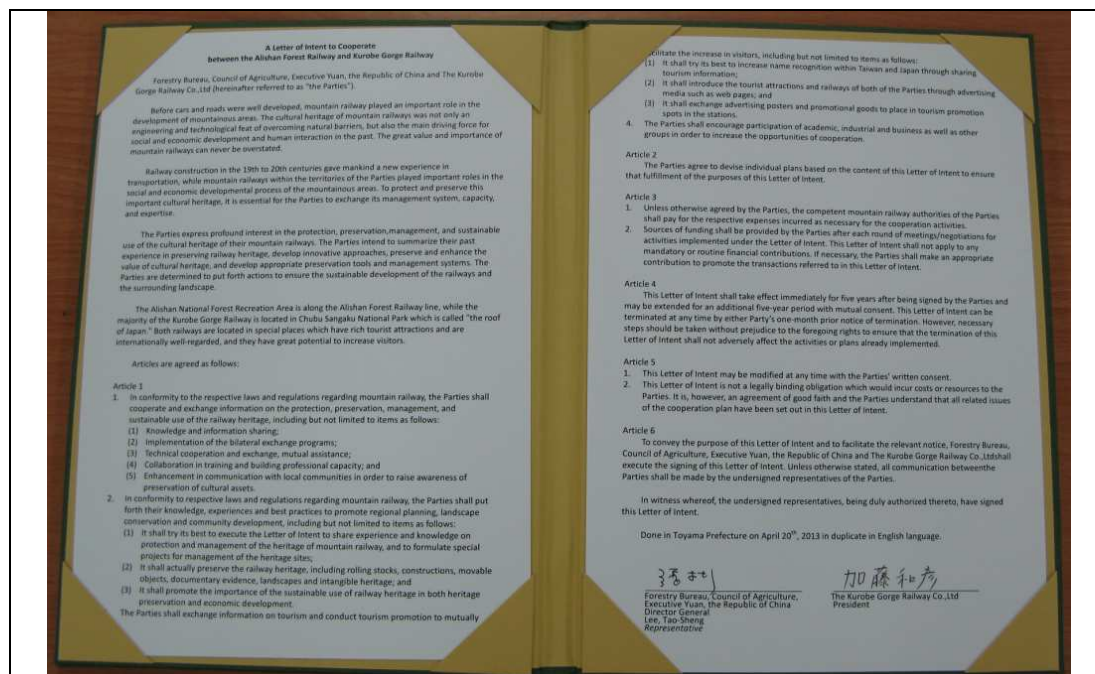 A Letter of Intent to Cooperate
between the Alishan Forest Railway and Kurobe Gorge Railway
Forestry Bureau, Council of Agriculture, Executive Yuan, the Republic of China and The Kurobe
Gorge Railway Co.,Ltd (hereinafter referred to as "the Parties").
Before cars and roads were well developed, mountain railway played an important role in the
development of mountainous areas. The cultural heritage of mountain railways was not only an
engineering and technological feat of overcoming natural barriers, but also the main driving force for
social and economic development and human interaction in the past. The great value and importance of
mountain railways can never be overstated.
Railway construction in the 19th to 20th centuries gave mankind a new experience in
transportation, while mountain railways within the territories of the Parties played important roles in the
social and economic developmental process of the mountainous areas. To protect and preserve this
important cultural heritage, it is essential for the Parties to exchange its management system, capacity,
and expertise.
The Parties express profound interest in the protection, preservation,management, and sustainable
use of the cultural heritage of their mountain railways. The Parties intend to summarize their past
experience in preserving railway heritage, develop innovative approaches, preserve and enhance the
value of cultural heritage, and develop appropriate preservation tools and management systems. The
Parties are determined to put forth actions to ensure the sustainable development of the railways and
the surrounding landscape.
The Alishan National Forest Recreation Area is along the Alishan Forest Railway line, while the
majority of the Kurobe Gorge Railway is located in Chubu Sangaku National Park which is called "the roof
of Japan." Both railways are located in special places which have rich tourist attractions and are
internationally well-regarded, and they have great potential to increase visitors.
Articles are agreed as follows:
Article 1
1. In conformity to the respective laws and regulations regarding mountain railway, the Parties shall
cooperate and exchange information on the protection, preservation, management, and
sustainable use of the railway heritage, including but not limited to items as follows:
(1) Knowledge and information sharing;
(2) Implementation of the bilateral exchange programs;
(3) Technical cooperation and exchange, mutual assistance;
(4) Collaboration in training and building professional capacity; and
(5) Enhancement in communication with local communities in order to raise awareness of
preservation of cultural assets.
2. In conformity to respective laws and regulations regarding mountain railway, the Parties shall put
forth their knowledge, experiences and best practices to promote regional planning, landscape
conservation and community development, including but not limited to items as follows:
(1) It shall try its best to execute the Letter of Intent to share experience and knowledge on
protection and management of the heritage of mountain railway, and to formulate special
projects for management of the heritage sites;
(2) It shall actually preserve the railway heritage, including rolling stocks, constructions, movable
objects, documentary evidence, landscapes and intangible heritage; and
(3) It shall promote the importance of the sustainable use of railway heritage in both heritage
preservation and economic development.
The Parties shall exchange information on tourism and conduct tourism promotion to mutually
facilitate the increase in visitors, including but not limited to items as follows:
(1) It shall try its best to increase name recognition within Taiwan and Japan through sharing
tourism information;
(2) It shall introduce the tourist attractions and railways of both of the Parties through advertising
media such as web pages; and
(3) It shall exchange advertising posters and promotional goods to place in tourism promotion
spots in the stations.
4. The Parties shall encourage participation of academic, industrial and business as well as other
groups in order to increase the opportunities of cooperation.
Article 2
The Parties agree to devise individual plans based on the content of this Letter of Intent to ensure
that fulfillment of the purposes of this Letter of Intent.
Article 3
1. Unless otherwise agreed by the Parties, the competent mountain railway authorities of the Parties
shall pay for the respective expenses incurred as necessary for the cooperation activities.
2. Sources of funding shall be provided by the Parties after each round of meetings/negotiations for
activities implemented under the Letter of Intent. This Letter of Intent shall not apply to any
mandatory or routine financial contributions. If necessary, the Parties shall make an appropriate
contribution to promote the transactions referred to in this Letter of Intent.
Article 4
This Letter of Intent shall take effect immediately for five years after being signed by the Parties and
may be extended for an additional five-year period with mutual consent. This Letter of Intent can be
terminated at any time by either Party's one-month prior notice of termination. However, necessary
steps should be taken without prejudice to the foregoing rights to ensure that the termination of this
Letter of Intent shall not adversely affect the activities or plans already implemented.
Article 5
1. This Letter of Intent may be modified at any time with the Parties' written consent.
2. This Letter of Intent is not a legally binding obligation which would incur costs or resources to the
Parties. It is, however, an agreement of good faith and the Parties understand that all related issues
of the cooperation plan have been set out in this Letter of Intent.
Article 6
To convey the purpose of this Letter of Intent and to facilitate the relevant notice, Forestry Bureau,
Council of Agriculture, Executive Yuan, the Republic of China and The Kurobe Gorge Railway Co.,Ltdshall
execute the signing of this Letter of Intent. Unless otherwise stated, all communication betweenthe
Parties shall be made by the undersigned representatives of the Parties.
In witness whereof, the undersigned representatives, being duly authorized thereto, have signed
this Letter of Intent.
Done in Toyama Prefecture on April 20th, 2013 in duplicate in English language.
加藤和彦
Forestry Bureau, Council of Agriculture,
Executive Yuan, the Republic of China
Director General
Lee, Tao-Sheng
Representative
The Kurobe Gorge Railway Co.,Ltd
President